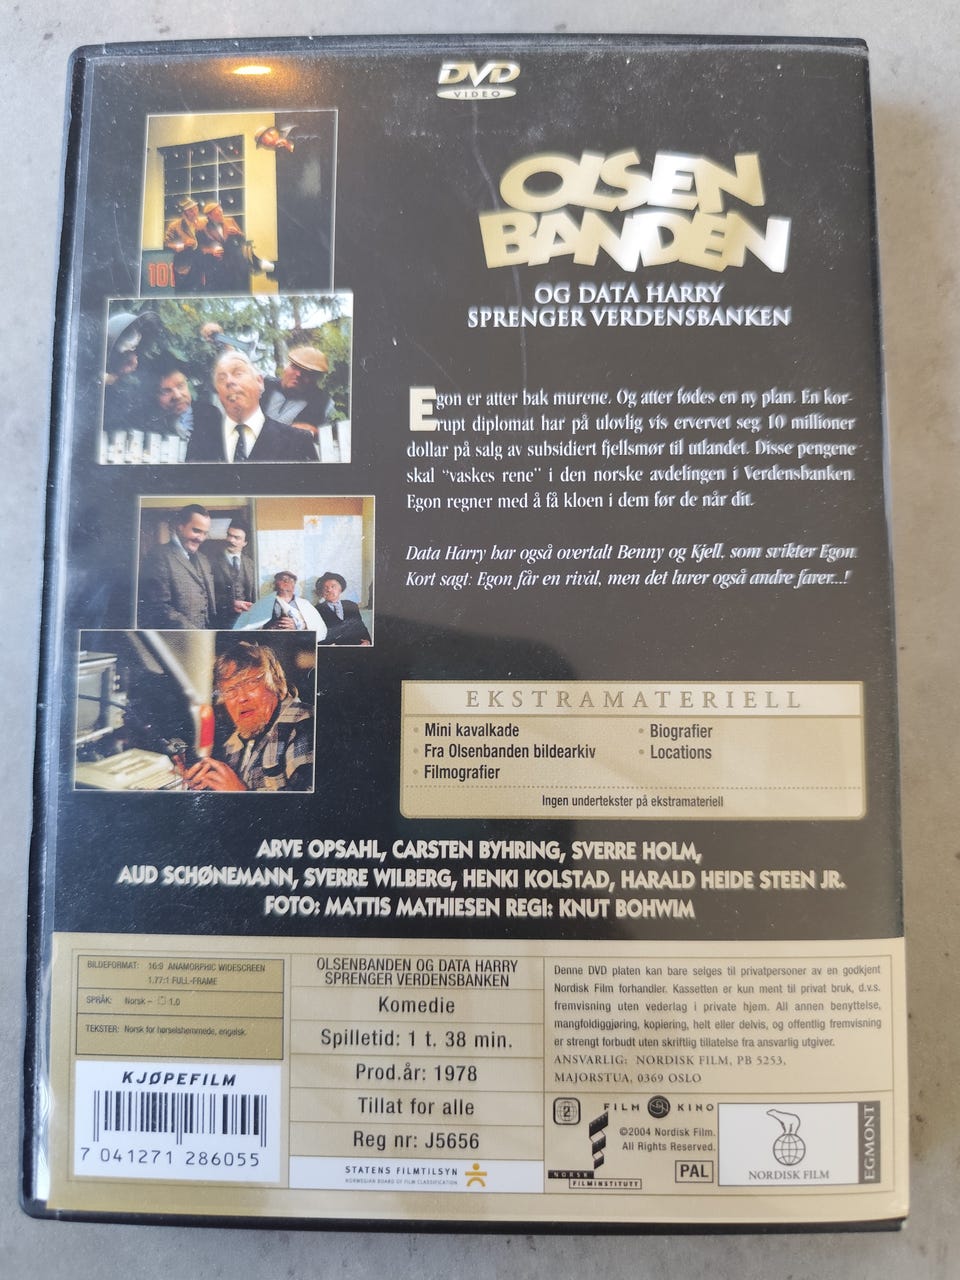 DVD
VIDEO
101
OLSEN
BANDEN
OG DATA HARRY
SPRENGER VERDENSBANKEN
Egon er atter bak murene. Og atter fødes en ny plan. En kor-
rupt diplomat har på ulovlig vis ervervet seg 10 millioner
dollar på salg av subsidiert fjellsmør til utlandet. Disse pengene
skal "vaskes rene" i den norske avdelingen i Verdensbanken.
Egon regner med å få kloen i dem før de når dit.
Data Harry har også overtalt Benny og Kjell, som svikter Egon.
Kort sagt: Egon får en rival, men det lurer også andre farer...!
EKSTRAMATERIELL
• Mini kavalkade
• Fra Olsenbanden bildearkiv
• Filmografier
• Biografier
• Locations
Ingen undertekster på ekstramateriell
ARVE OPSAHL, CARSTEN BYHRING, SVERRE HOLM,
AUD SCHØNEMANN, SVERRE WILBERG, HENKI KOLSTAD, HARALD HEIDE STEEN JR.
FOTO: MATTIS MATHIESEN REGI: KNUT BOHWIM
BILDEFORMAT: 16:9 ANAMORPHIC WIDESCREEN
1.77:1 FULL-FRAME
SPRÅK: Norsk – 1.0
TEKSTER: Norsk for hørselshemmede, engelsk.
KJØPEFILM
7 041271 286055
OLSENBANDEN OG DATA HARRY
SPRENGER VERDENSBANKEN
Komedie
Spilletid: 1 t. 38 min.
Prod.år: 1978
Tillat for alle
Reg nr: J5656
STATENS FILMTILSYN
NORWEGIAN BOARD OF FILM CLASSIFICATION
Denne DVD platen kan bare selges til privatpersoner av en godkjent
Nordisk Film forhandler. Kassetten er kun ment til privat bruk, d.v.s.
fremvisning uten vederlag i private hjem. All annen benyttelse,
mangfoldiggjøring, kopiering, helt eller delvis, og offentlig fremvisning
er strengt forbudt uten skriftlig tillatelse fra ansvarlig utgiver.
ANSVARLIG: NORDISK FILM, PB 5253,
MAJORSTUA, 0369 OSLO
2
FILM KINO
©2004 Nordisk Film.
All Rights Reserved.
NORSK
FILMINSTITUTT
PAL
NORDISK FILM
EGMONT